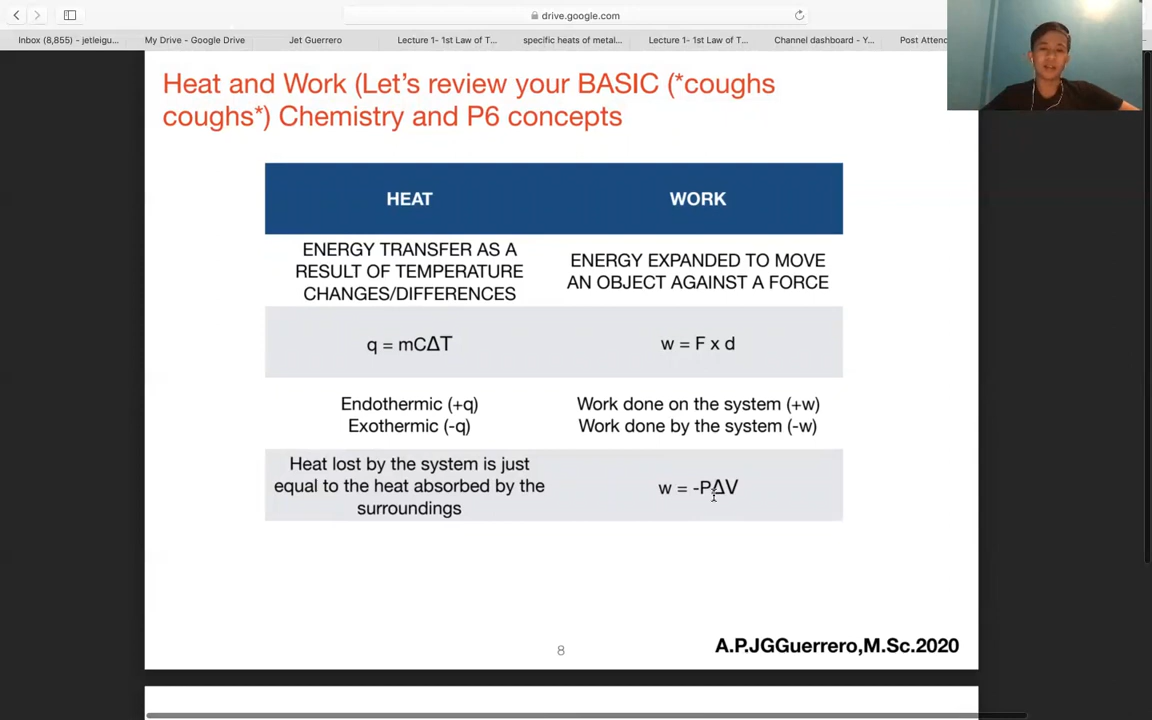 drive.google.com
Inbox (8,855) — jetleigu...
My Drive - Google Drive
Jet Guerrero
Lecture 1- 1st Law of T...
specific heats of metal...
Lecture 1- 1st Law of T...
Channel dashboard - Y...
Post Attend
Heat and Work (Let's review your BASIC (*coughs
coughs*) Chemistry and P6 concepts
HEAT
WORK
ENERGY TRANSFER AS A
RESULT OF TEMPERATURE
CHANGES/DIFFERENCES
ENERGY EXPANDED TO MOVE
AN OBJECT AGAINST A FORCE
q = mCΔT
w = F x d
Endothermic (+q)
Exothermic (-q)
Work done on the system (+w)
Work done by the system (-w)
Heat lost by the system is just
equal to the heat absorbed by the
surroundings
w = -PΔV
8
A.P.JGGuerrero,M.Sc.2020